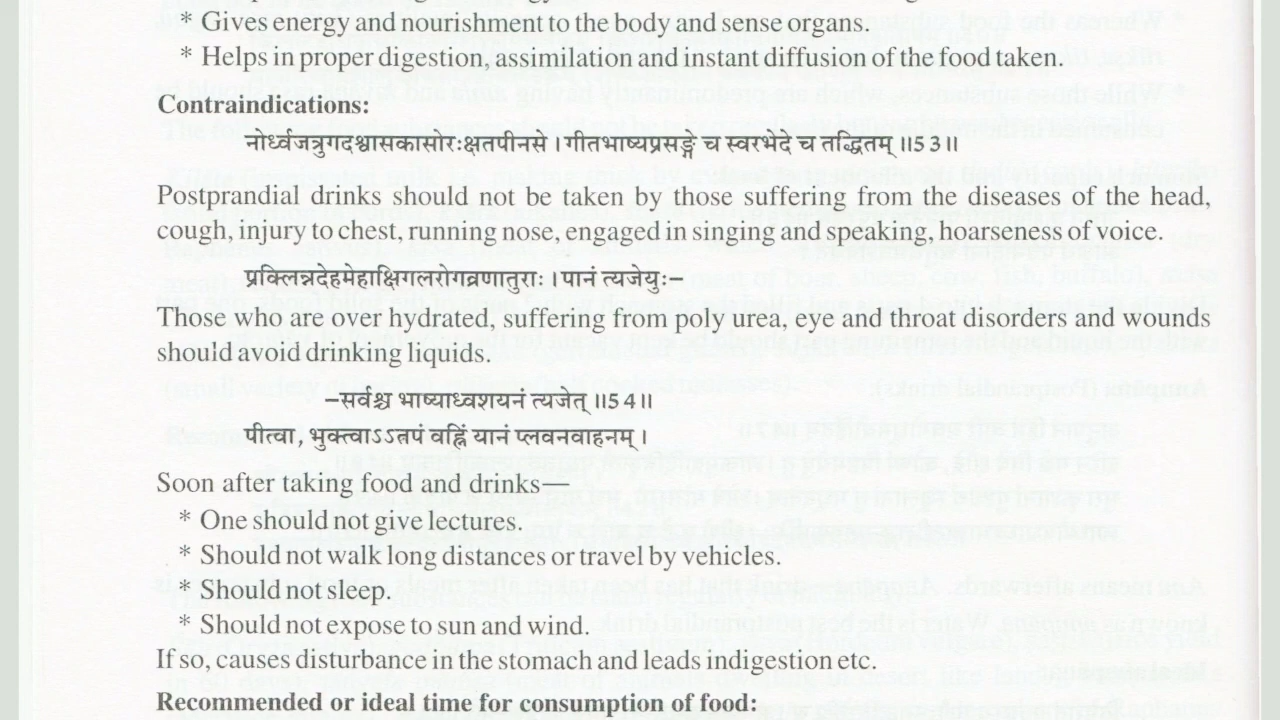 * Gives energy and nourishment to the body and sense organs.
* Helps in proper digestion, assimilation and instant diffusion of the food taken.
Contraindications:
नोर्ध्वजत्रुगदश्वासकासोरःक्षतपीनसे । गीतभाष्यप्रसङ्गे च स्वरभेदे च तद्धितम् ॥53॥
Postprandial drinks should not be taken by those suffering from the diseases of the head,
cough, injury to chest, running nose, engaged in singing and speaking, hoarseness of voice.
प्रक्लिन्नदेहमेहाक्षिगलरोगव्रणातुराः । पानं त्यजेयुः–
Those who are over hydrated, suffering from poly urea, eye and throat disorders and wounds
should avoid drinking liquids.
–सर्वश्च भाष्याध्वशयनं त्यजेत् ॥54॥
पीत्वा, भुक्त्वाऽऽतपं वह्निं यानं प्लवनवाहनम् ।
Soon after taking food and drinks—
* One should not give lectures.
* Should not walk long distances or travel by vehicles.
* Should not sleep.
* Should not expose to sun and wind.
If so, causes disturbance in the stomach and leads indigestion etc.
Recommended or ideal time for consumption of food: